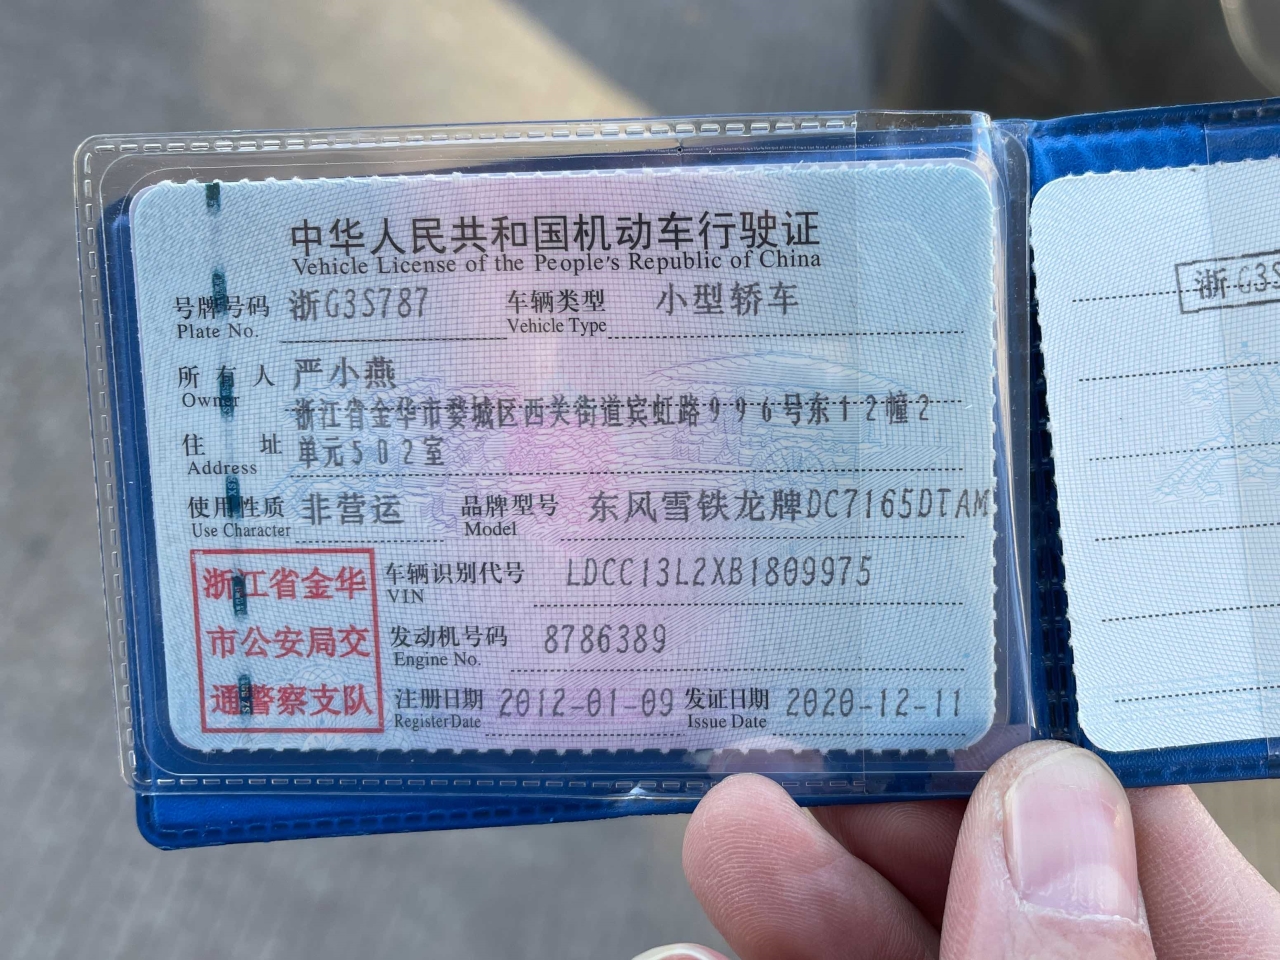 中华人民共和国机动车行驶证
Vehicle License of the People's Republic of China
号牌号码 浙G3S787 车辆类型 小型轿车
Plate No. Vehicle Type
所有人 严小燕
Owner
浙江省金华市婺城区西关街道宾虹路996号东12幢2
住址 单元502室
Address
使用性质 非营运 品牌型号 东风雪铁龙牌DC7165DTAM
Use Character Model
车辆识别代号 LDCC13L2XB1809975
VIN
发动机号码 8786389
Engine No.
注册日期 2012-01-09 发证日期 2020-12-11
Register Date Issue Date
浙江省金华
市公安局交
通警察支队
浙G3S